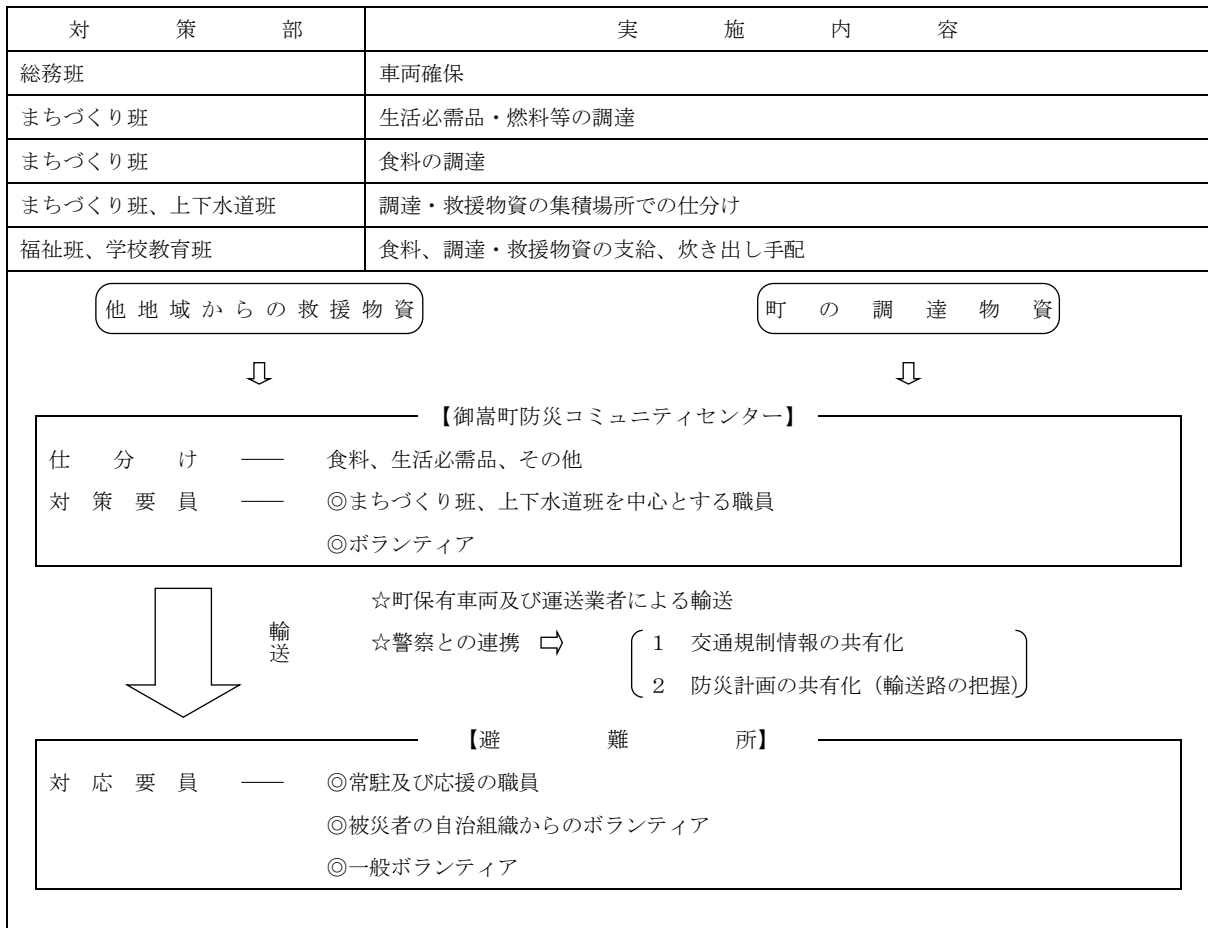 対策部 実施内容
総務班 車両確保
まちづくり班 生活必需品・燃料等の調達
まちづくり班 食料の調達
まちづくり班、上下水道班 調達・救援物資の集積場所での仕分け
福祉班、学校教育班 食料、調達・救援物資の支給、炊き出し手配
他地域からの救援物資 町の調達物資
【御嵩町防災コミュニティセンター】
仕分け ―― 食料、生活必需品、その他
対策要員 ―― ◎まちづくり班、上下水道班を中心とする職員
◎ボランティア
輸送
☆町保有車両及び運送業者による輸送
☆警察との連携 ⇨ 1 交通規制情報の共有化
2 防災計画の共有化（輸送路の把握）
【避難所】
対応要員 ―― ◎常駐及び応援の職員
◎被災者の自治組織からのボランティア
◎一般ボランティア